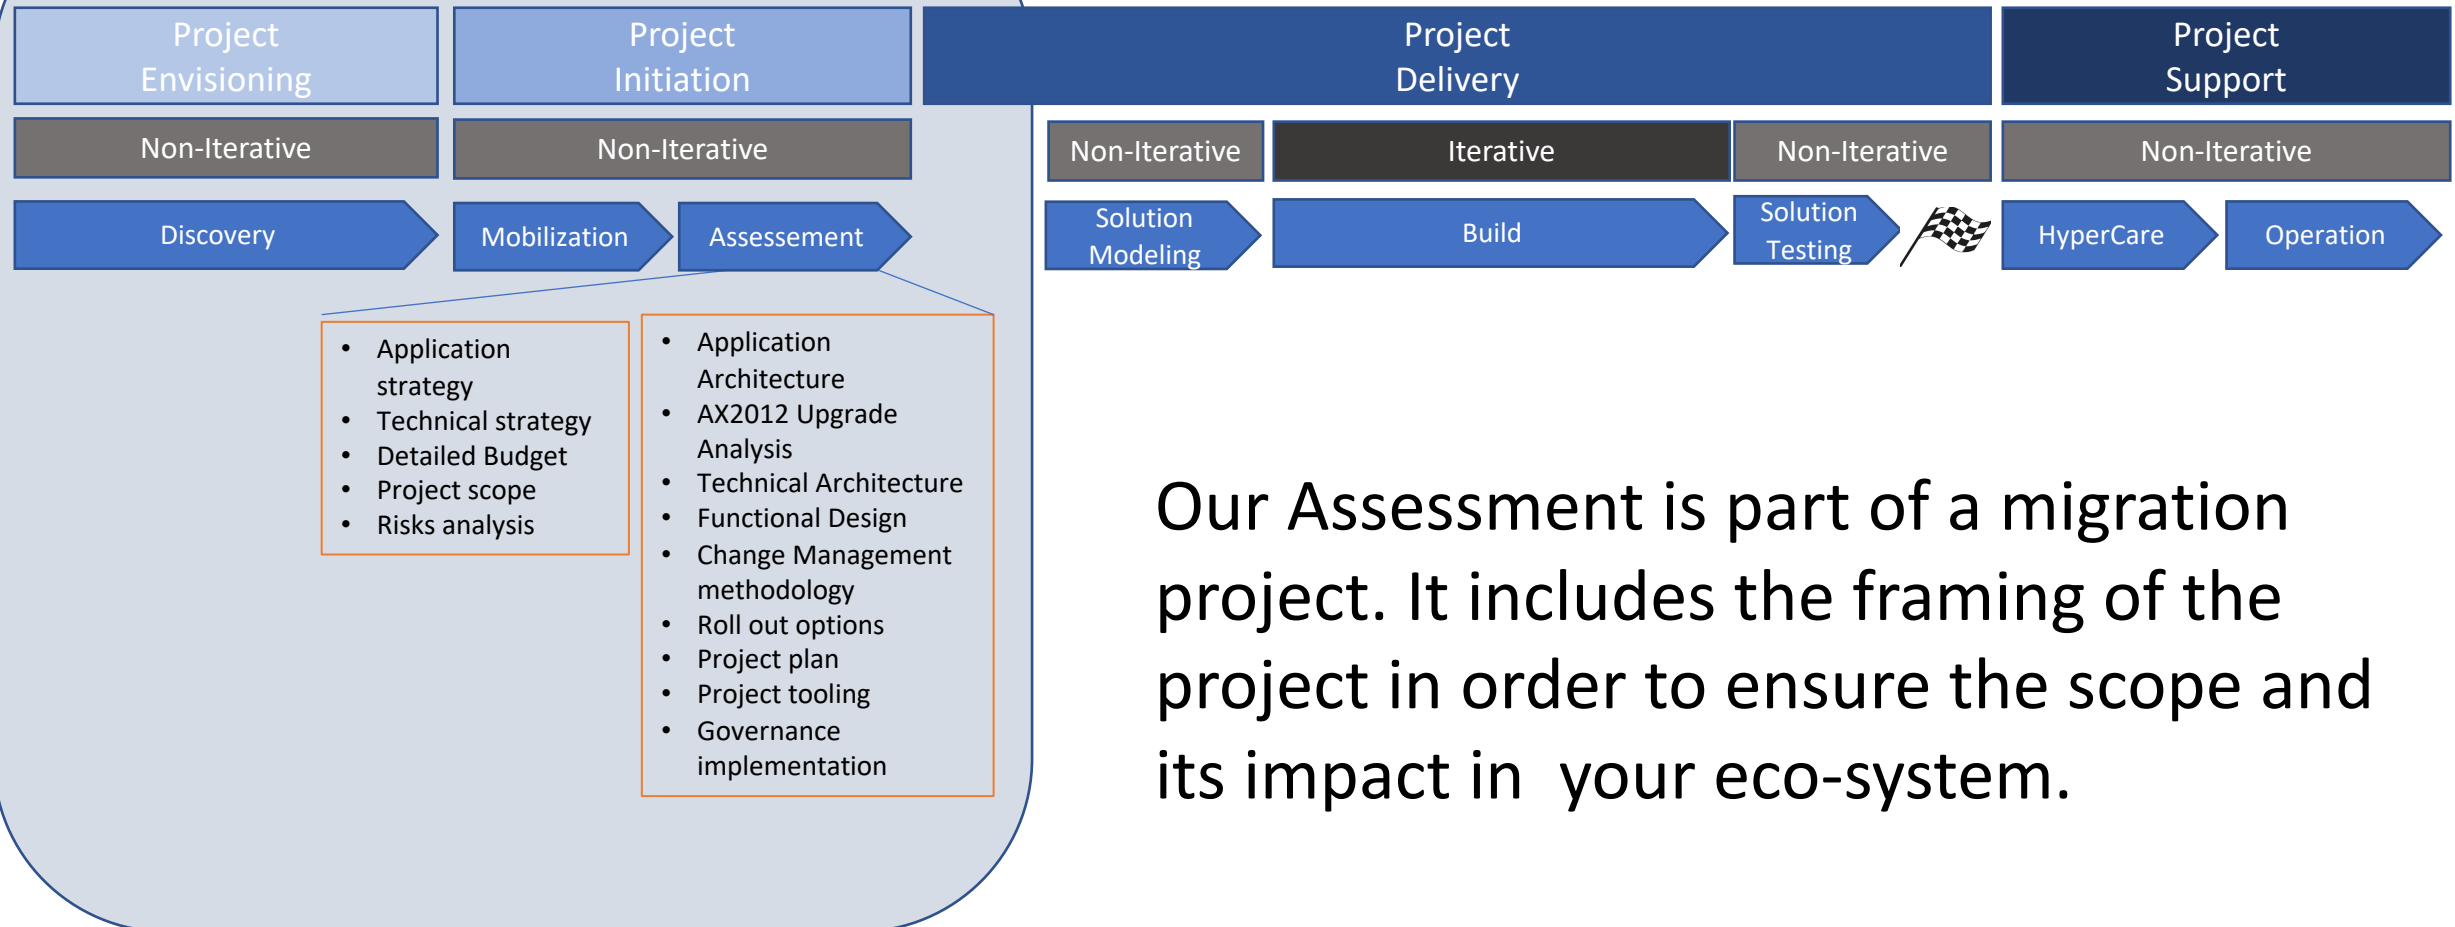 Project
Envisioning
Project
Initiation
Project
Delivery
Project
Support
Non-Iterative
Non-Iterative
Non-Iterative
Iterative
Non-Iterative
Non-Iterative
Discovery
Mobilization
Assessement
Solution
Modeling
Build
Solution
Testing
HyperCare
Operation
• Application
strategy
• Technical strategy
• Detailed Budget
• Project scope
• Risks analysis
• Application
Architecture
• AX2012 Upgrade
Analysis
• Technical Architecture
• Functional Design
• Change Management
methodology
• Roll out options
• Project plan
• Project tooling
• Governance
implementation
Our Assessment is part of a migration
project. It includes the framing of the
project in order to ensure the scope and
its impact in  your eco-system.